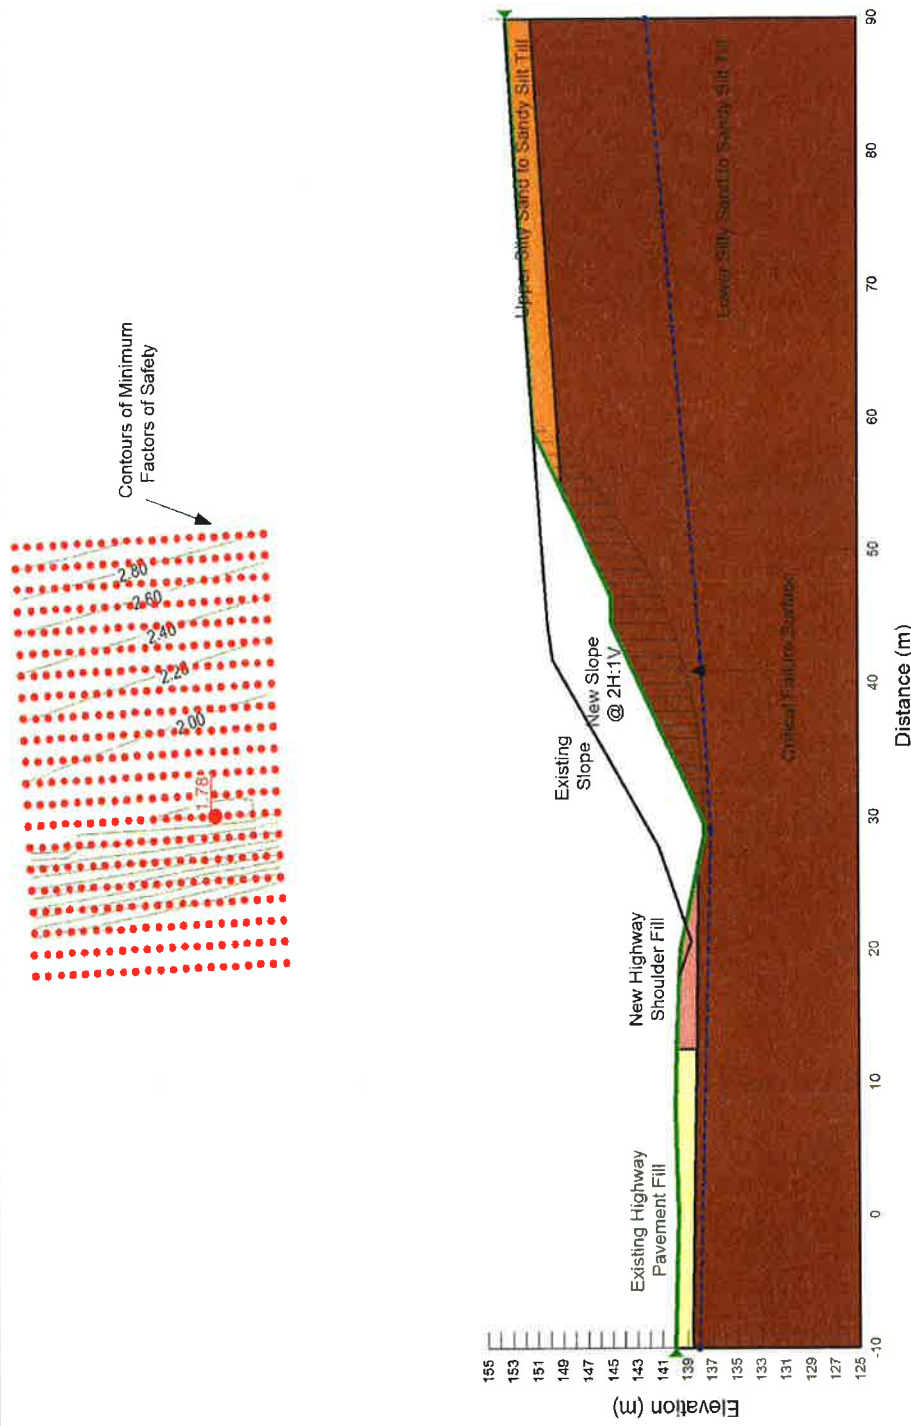 Contours of Minimum
Factors of Safety
2.80
2.60
2.40
2.20
2.00
1.78
Existing Highway
Pavement Fill
New Highway
Shoulder Fill
Existing
Slope
New Slope
@ 2H:1V
Upper Silty Sand to Sandy Silt Till
Lower Silty Sand to Sandy Silt Till
Critical Failure Surface
Elevation (m)
155
153
151
149
147
145
143
141
139
137
135
133
131
129
127
125
-10
0
10
20
30
40
50
60
70
80
90
Distance (m)